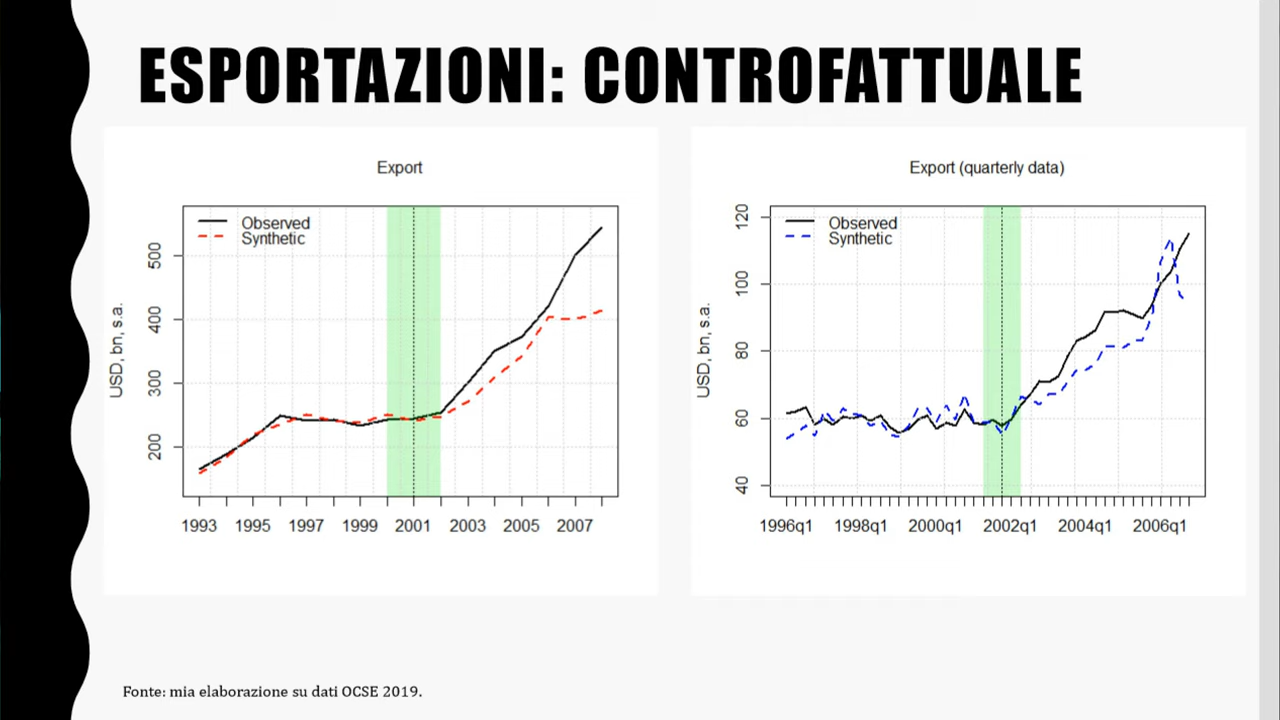 ESPORTAZIONI: CONTROFATTUALE
Export
Observed
Synthetic
USD, bn, s.a.
500
400
300
200
1993 1995 1997 1999 2001 2003 2005 2007
Export (quarterly data)
Observed
Synthetic
USD, bn, s.a.
120
100
80
60
40
1996q1 1998q1 2000q1 2002q1 2004q1 2006q1
Fonte: mia elaborazione su dati OCSE 2019.